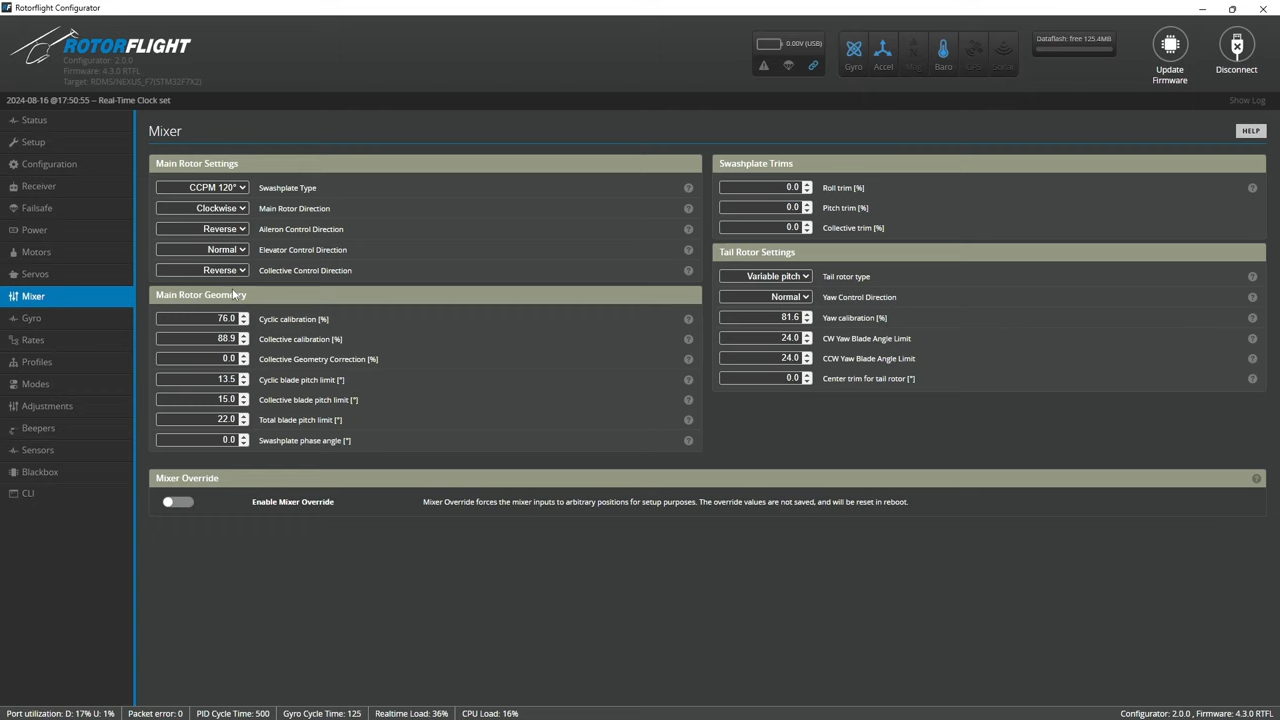 Rotorflight Configurator
ROTORFLIGHT
Configurator: 2.0.0
Firmware: 4.3.0 RTFL
Target: RDMS/NEXUS_F7(STM32F7X2)
0.00V (USB)
Gyro
Accel
Mag
Baro
GPS
Sonar
Dataflash: free 125.4MB
Update
Firmware
Disconnect
2024-08-16 @17:50:55 -- Real-Time Clock set
Show Log
Status
Setup
Configuration
Receiver
Failsafe
Power
Motors
Servos
Mixer
Gyro
Rates
Profiles
Modes
Adjustments
Beepers
Sensors
Blackbox
CLI
Mixer
HELP
Main Rotor Settings
CCPM 120° Swashplate Type
Clockwise Main Rotor Direction
Reverse Aileron Control Direction
Normal Elevator Control Direction
Reverse Collective Control Direction
Main Rotor Geometry
76.0 Cyclic calibration [%]
88.9 Collective calibration [%]
0.0 Collective Geometry Correction [%]
13.5 Cyclic blade pitch limit [°]
15.0 Collective blade pitch limit [°]
22.0 Total blade pitch limit [°]
0.0 Swashplate phase angle [°]
Swashplate Trims
0.0 Roll trim [%]
0.0 Pitch trim [%]
0.0 Collective trim [%]
Tail Rotor Settings
Variable pitch Tail rotor type
Normal Yaw Control Direction
81.6 Yaw calibration [%]
24.0 CW Yaw Blade Angle Limit
24.0 CCW Yaw Blade Angle Limit
0.0 Center trim for tail rotor [°]
Mixer Override
Enable Mixer Override Mixer Override forces the mixer inputs to arbitrary positions for setup purposes. The override values are not saved, and will be reset in reboot.
Port utilization: D: 17% U: 1% Packet error: 0 PID Cycle Time: 500 Gyro Cycle Time: 125 Realtime Load: 36% CPU Load: 16% Configurator: 2.0.0 , Firmware: 4.3.0 RTFL